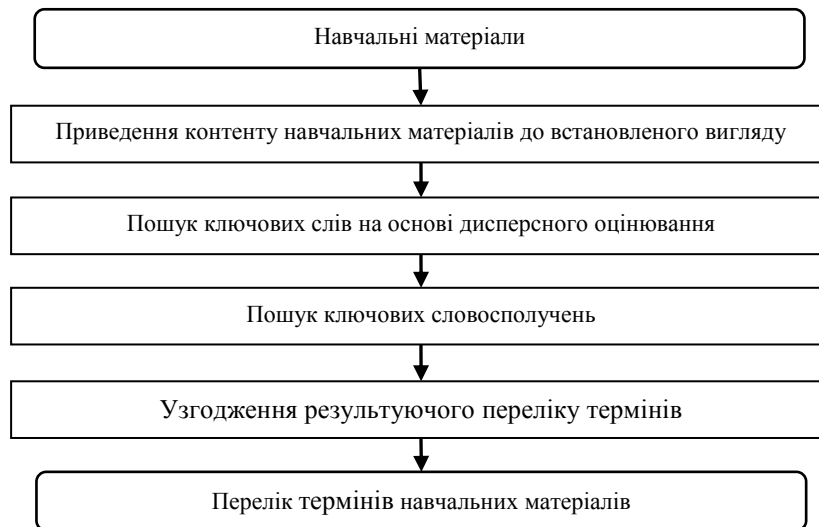 Навчальні матеріали
Приведення контенту навчальних матеріалів до встановленого вигляду
Пошук ключових слів на основі дисперсного оцінювання
Пошук ключових словосполучень
Узгодження результуючого переліку термінів
Перелік термінів навчальних матеріалів